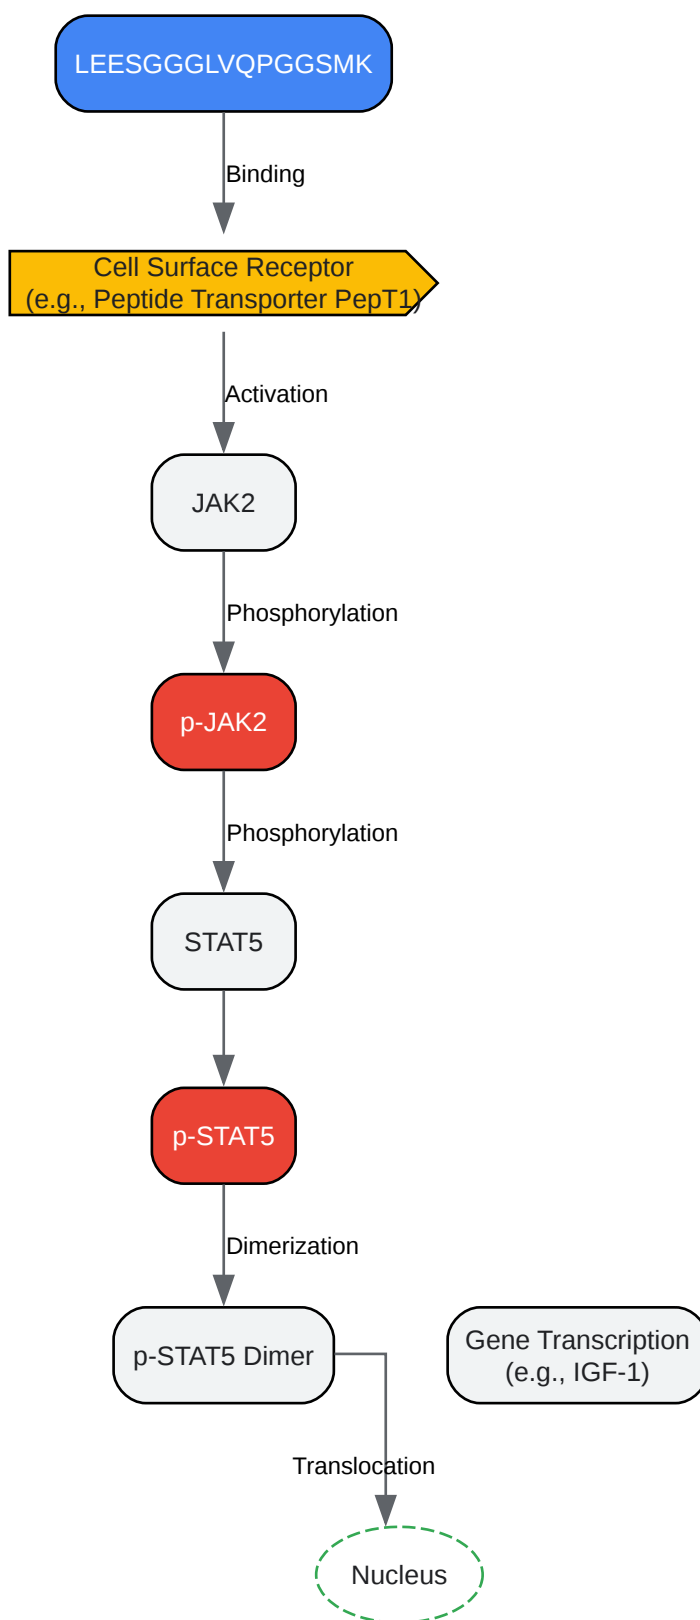 LEESGGGLVQPGGSMK
Binding
Cell Surface Receptor
(e.g., Peptide Transporter PepT1)
Activation
JAK2
Phosphorylation
p-JAK2
Phosphorylation
STAT5
p-STAT5
Dimerization
p-STAT5 Dimer
Gene Transcription
(e.g., IGF-1)
Translocation
Nucleus